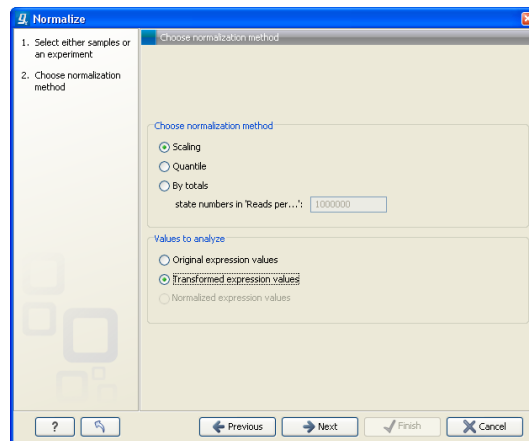 Normalize
1. Select either samples or
an experiment
2. Choose normalization
method
Choose normalization method
Choose normalization method
Scaling
Quantile
By totals
state numbers in 'Reads per...': 1000000
Values to analyze
Original expression values
Transformed expression values
Normalized expression values
? Previous Next Finish Cancel